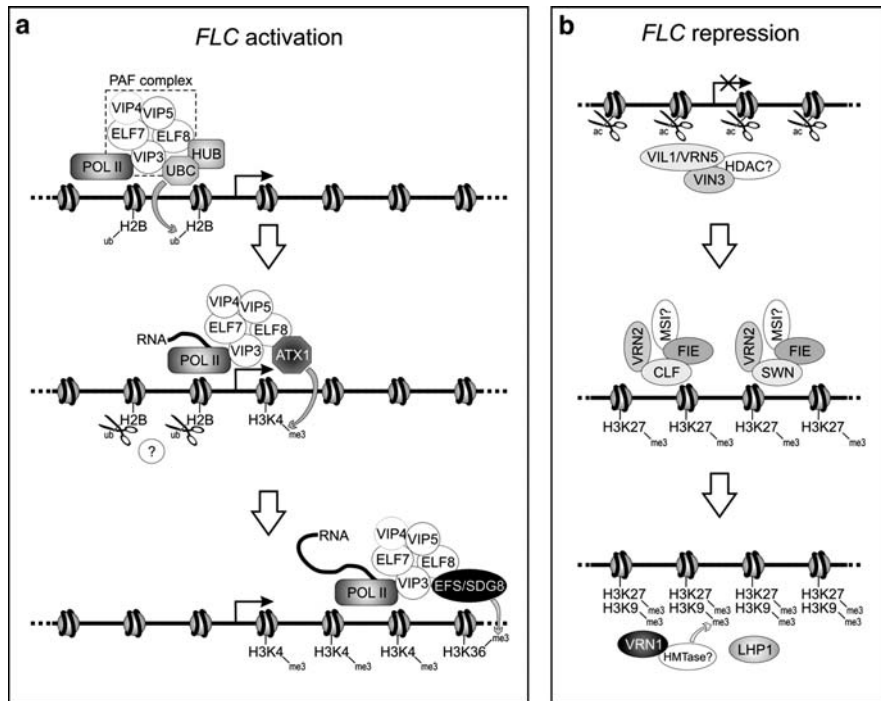 a
FLC activation
PAF complex
VIP4 VIP5
ELF7 ELF8
POL II VIP3 UBC HUB
H2B H2B
ub ub
VIP4 VIP5
ELF7 ELF8
RNA
POL II VIP3 ATX1
H2B H2B H3K4 me3
ub ub
?
RNA
VIP4 VIP5
ELF7 ELF8
POL II VIP3 EFS/SDG8
H3K4 me3 H3K4 me3 H3K4 me3 H3K36 me3
b
FLC repression
ac ac ac ac
VIL1/VRN5 HDAC?
VIN3
VRN2 MSI? FIE VRN2 MSI? FIE
CLF SWN
H3K27 me3 H3K27 me3 H3K27 me3 H3K27 me3
H3K27 me3 H3K27 me3 H3K27 me3 H3K27 me3
H3K9 me3 H3K9 me3 H3K9 me3 H3K9 me3
VRN1 HMTase? LHP1